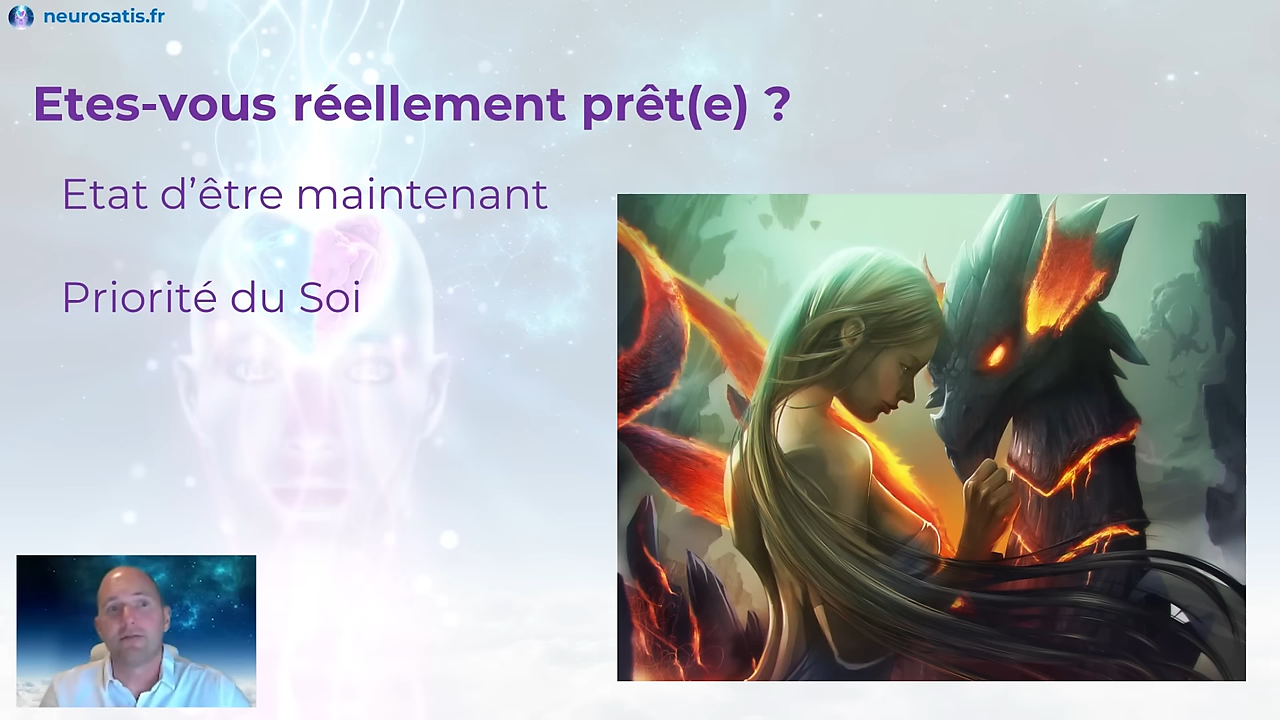 neurosatis.fr
Etes-vous réellement prêt(e) ?
Etat d’être maintenant
Priorité du Soi